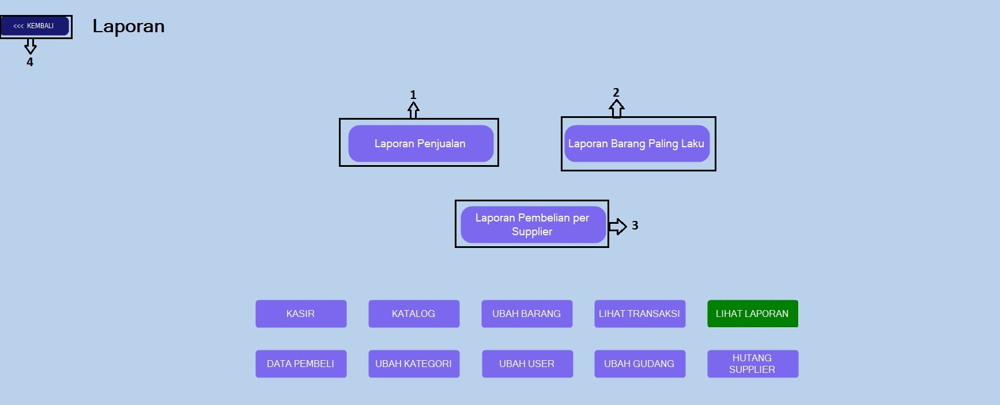 <<< KEMBALI
Laporan
4
1
2
Laporan Penjualan
Laporan Barang Paling Laku
Laporan Pembelian per
Supplier
3
KASIR
KATALOG
UBAH BARANG
LIHAT TRANSAKSI
LIHAT LAPORAN
DATA PEMBELI
UBAH KATEGORI
UBAH USER
UBAH GUDANG
HUTANG
SUPPLIER